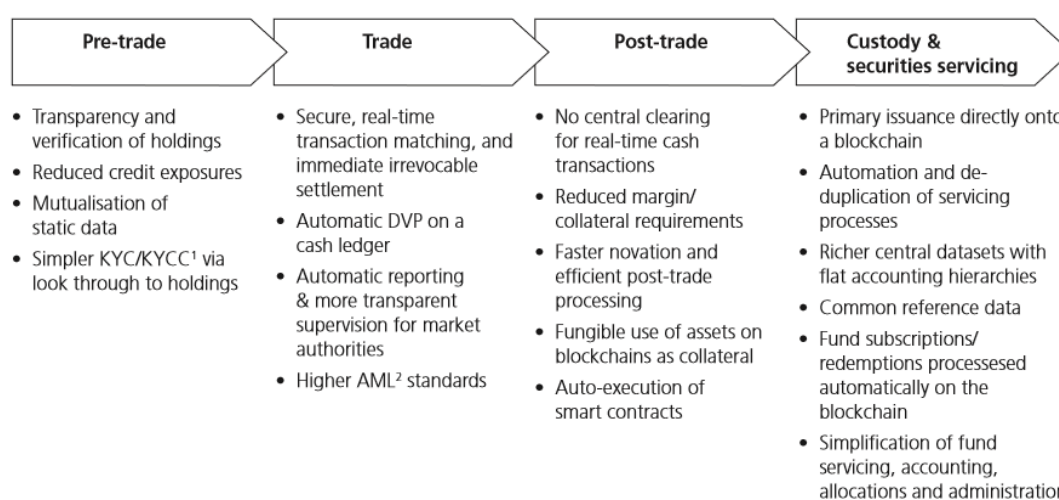 Pre-trade
• Transparency and
verification of holdings
• Reduced credit exposures
• Mutualisation of
static data
• Simpler KYC/KYCC¹ via
look through to holdings
Trade
• Secure, real-time
transaction matching, and
immediate irrevocable
settlement
• Automatic DVP on a
cash ledger
• Automatic reporting
& more transparent
supervision for market
authorities
• Higher AML² standards
Post-trade
• No central clearing
for real-time cash
transactions
• Reduced margin/
collateral requirements
• Faster novation and
efficient post-trade
processing
• Fungible use of assets on
blockchains as collateral
• Auto-execution of
smart contracts
Custody &
securities servicing
• Primary issuance directly onto
a blockchain
• Automation and de-
duplication of servicing
processes
• Richer central datasets with
flat accounting hierarchies
• Common reference data
• Fund subscriptions/
redemptions processesed
automatically on the
blockchain
• Simplification of fund
servicing, accounting,
allocations and administration